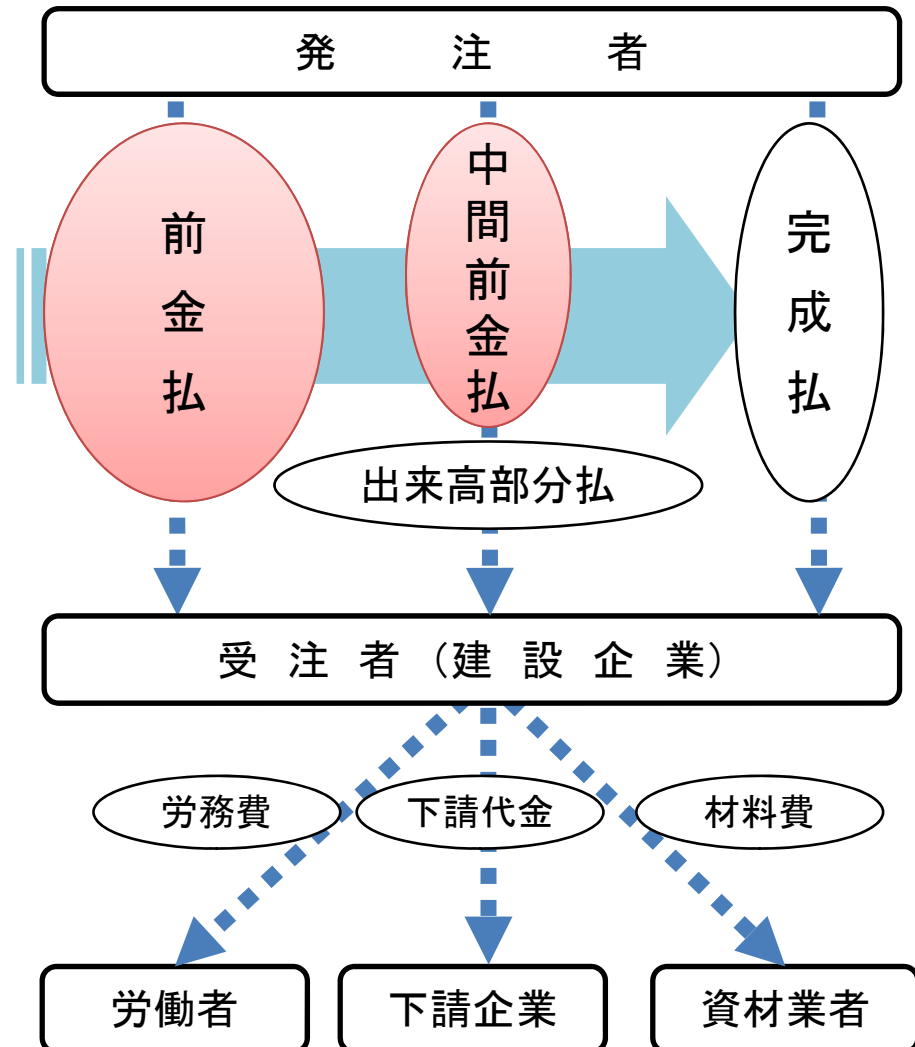 発注者
前金払
中間前金払
完成払
出来高部分払
受注者(建設企業)
労務費
下請代金
材料費
労働者
下請企業
資材業者